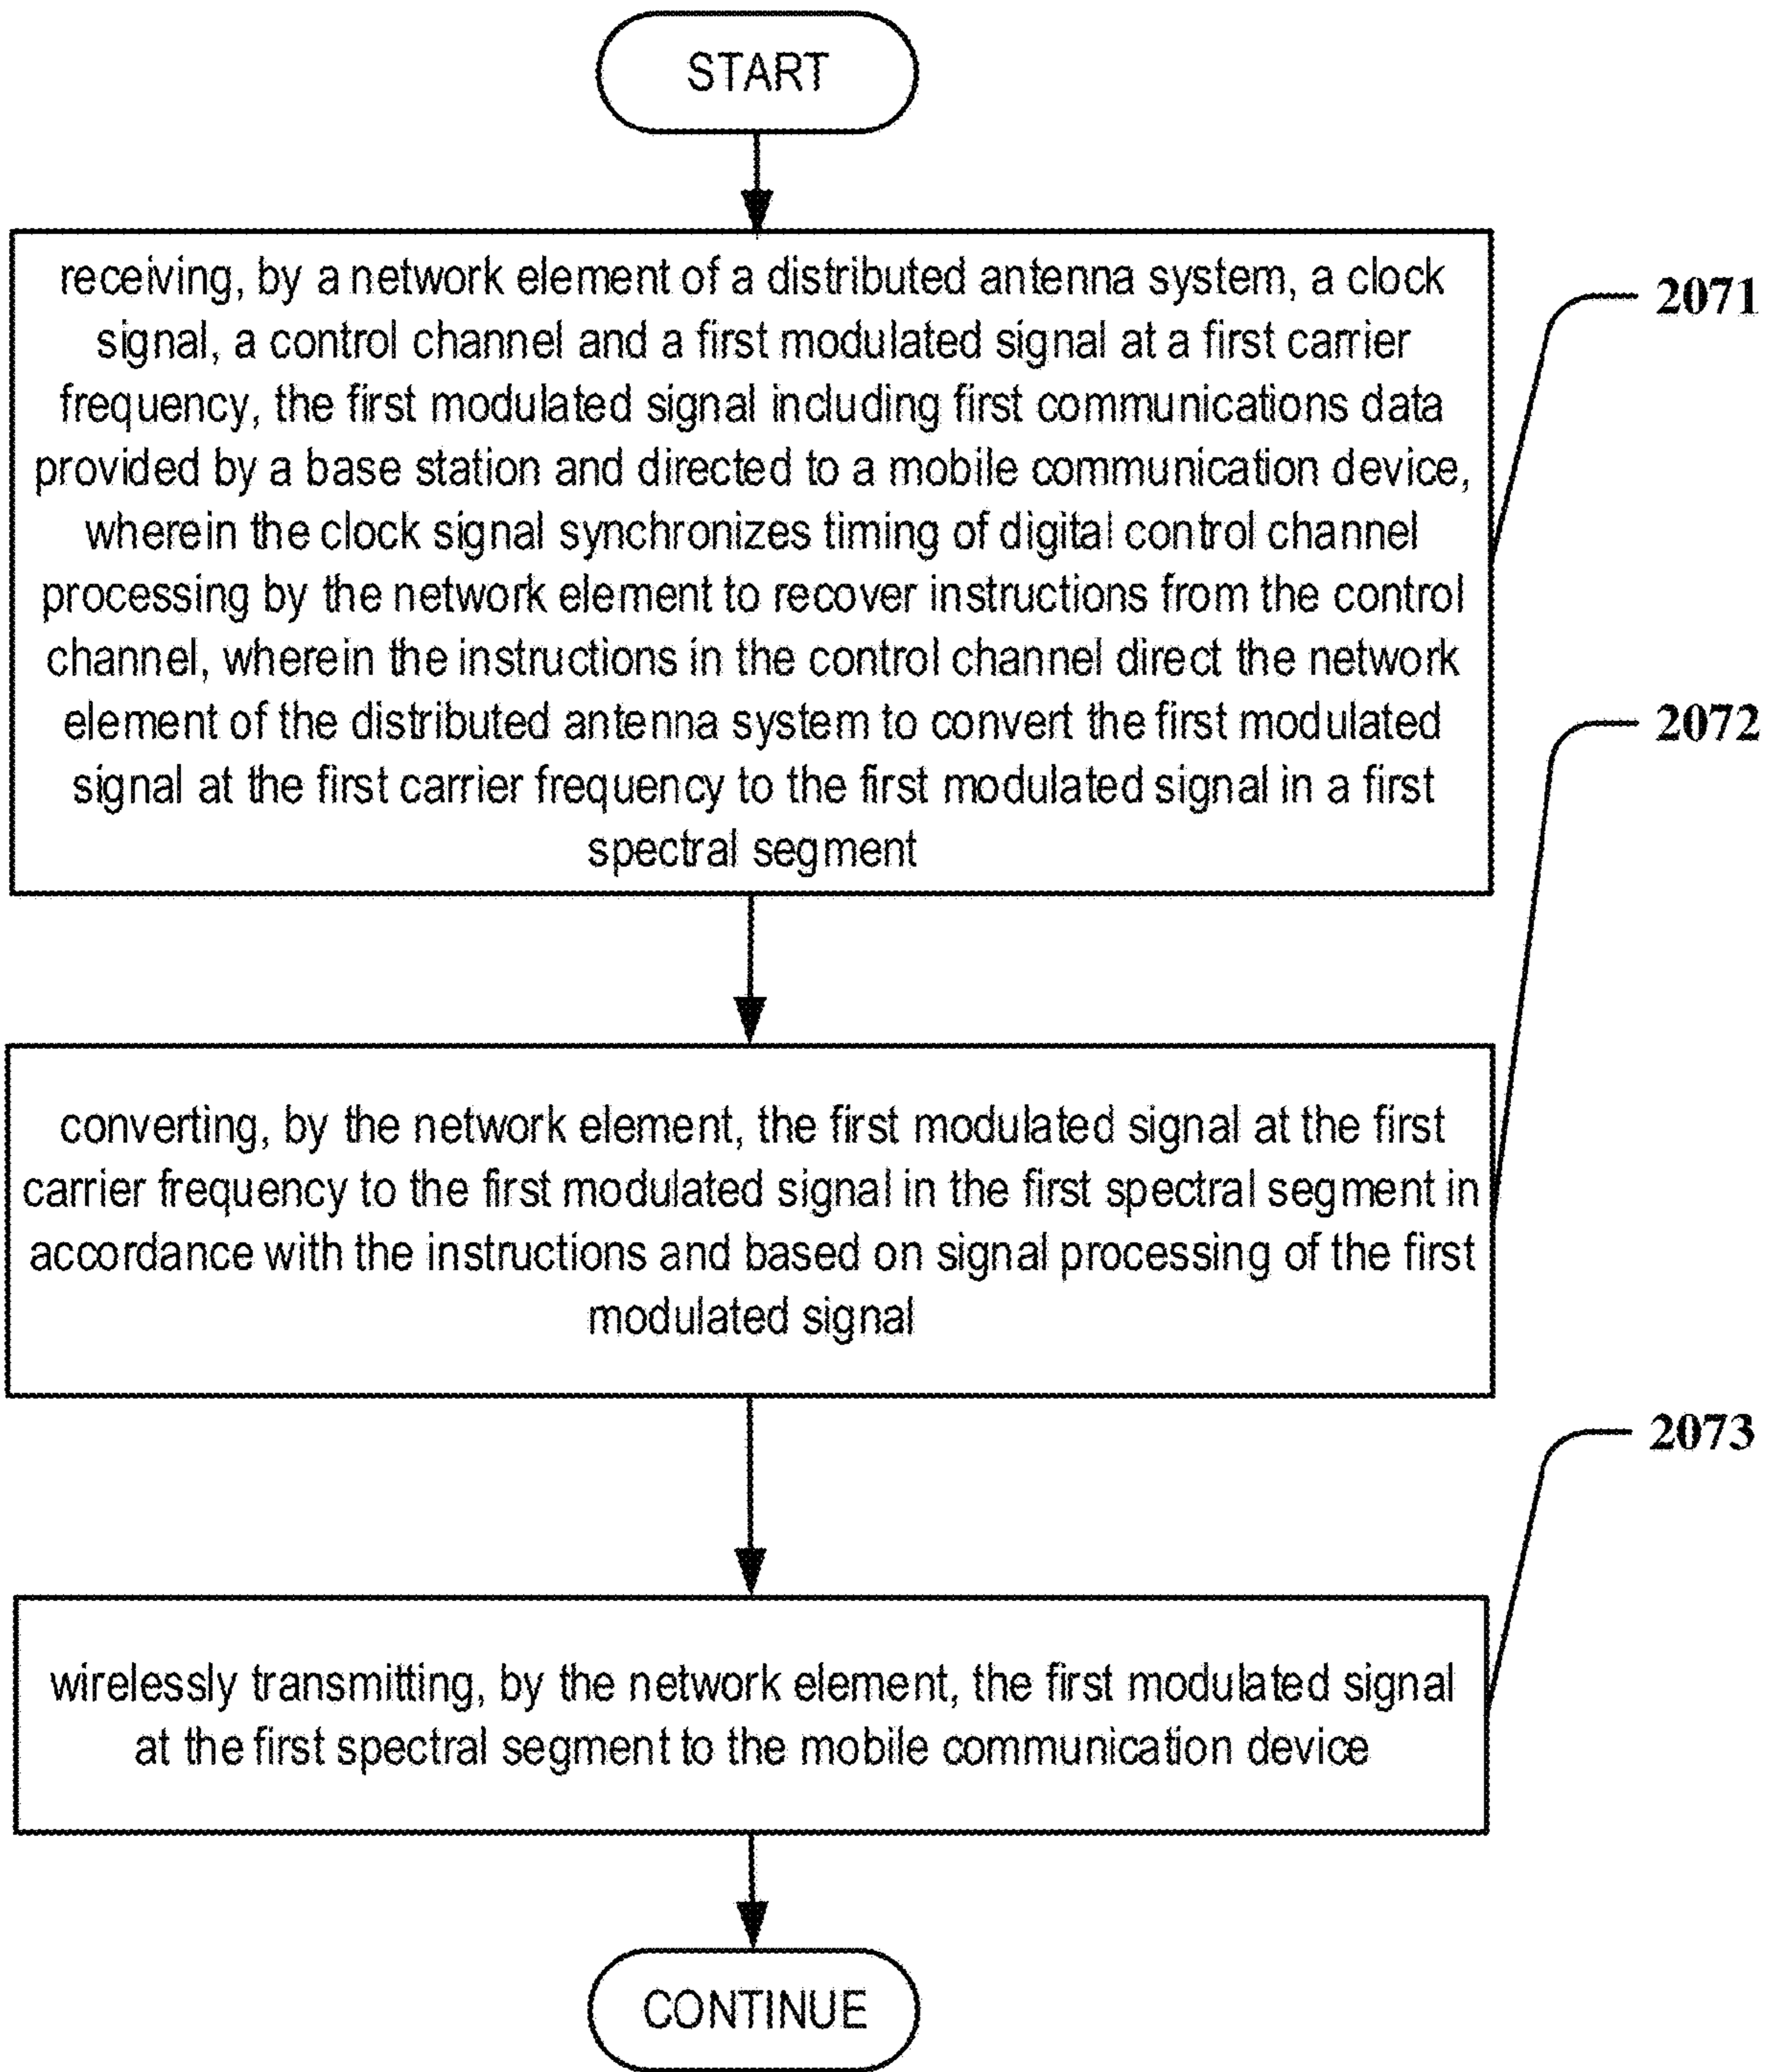 START
receiving, by a network element of a distributed antenna system, a clock
signal, a control channel and a first modulated signal at a first carrier
frequency, the first modulated signal including first communications data
provided by a base station and directed to a mobile communication device,
wherein the clock signal synchronizes timing of digital control channel
processing by the network element to recover instructions from the control
channel, wherein the instructions in the control channel direct the network
element of the distributed antenna system to convert the first modulated
signal at the first carrier frequency to the first modulated signal in a first
spectral segment
2071
converting, by the network element, the first modulated signal at the first
carrier frequency to the first modulated signal in the first spectral segment in
accordance with the instructions and based on signal processing of the first
modulated signal
2072
wirelessly transmitting, by the network element, the first modulated signal
at the first spectral segment to the mobile communication device
2073
CONTINUE